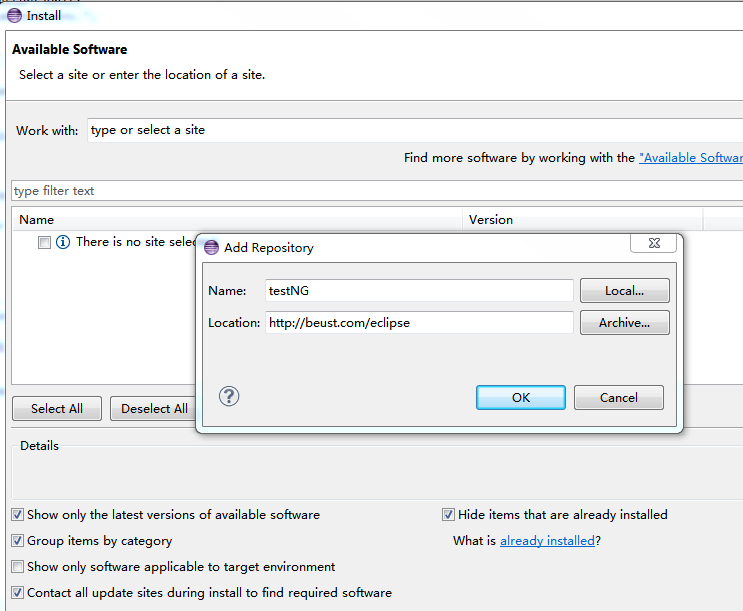 Install
Available Software
Select a site or enter the location of a site.
Work with: type or select a site
Find more software by working with the "Available Softwar
type filter text
Name Version
There is no site selec
Add Repository
Name: testNG Local...
Location: http://beust.com/eclipse Archive...
? OK Cancel
Select All Deselect All
Details
Show only the latest versions of available software Hide items that are already installed
Group items by category What is already installed?
Show only software applicable to target environment
Contact all update sites during install to find required software